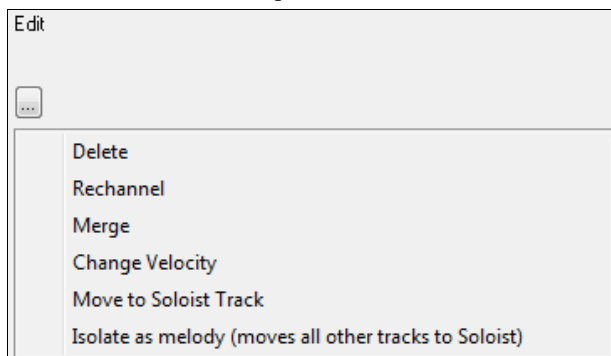 Edit
...
Delete
Rechannel
Merge
Change Velocity
Move to Soloist Track
Isolate as melody (moves all other tracks to Soloist)